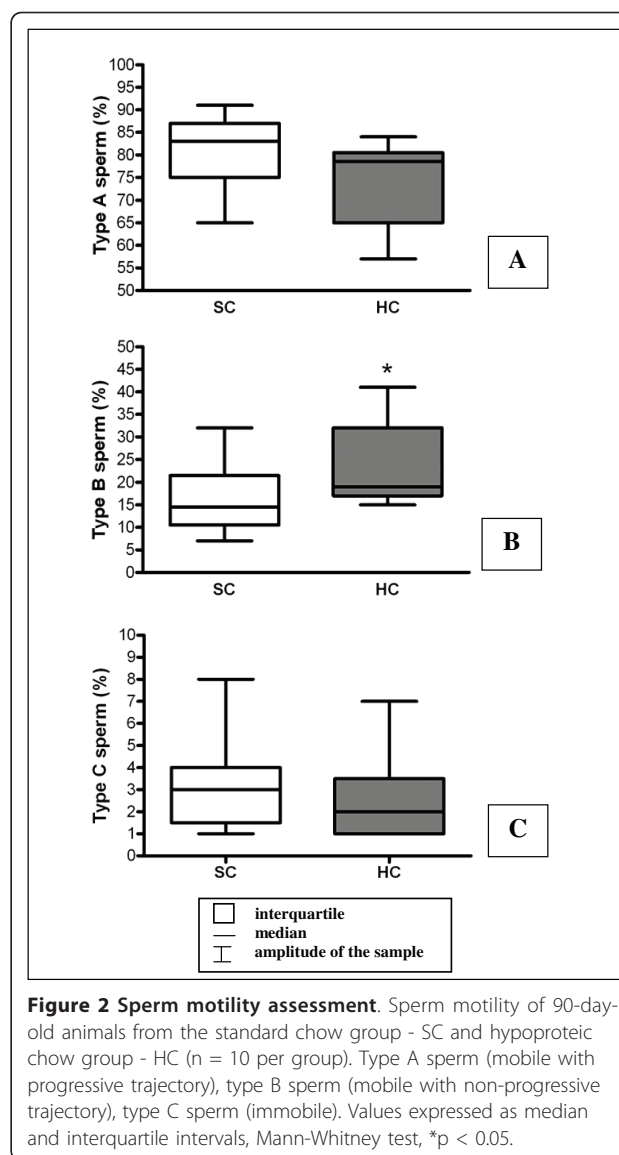 100
95
90
85
80
75
70
65
60
55
50
Type A sperm (%)
SC
HC
A
50
45
40
35
30
25
20
15
10
5
0
Type B sperm (%)
*
SC
HC
B
10
9
8
7
6
5
4
3
2
1
0
Type C sperm (%)
SC
HC
C
interquartile
median
amplitude of the sample
Figure 2 Sperm motility assessment. Sperm motility of 90-day-
old animals from the standard chow group - SC and hypoproteic
chow group - HC (n = 10 per group). Type A sperm (mobile with
progressive trajectory), type B sperm (mobile with non-progressive
trajectory), type C sperm (immobile). Values expressed as median
and interquartile intervals, Mann-Whitney test, *p < 0.05.